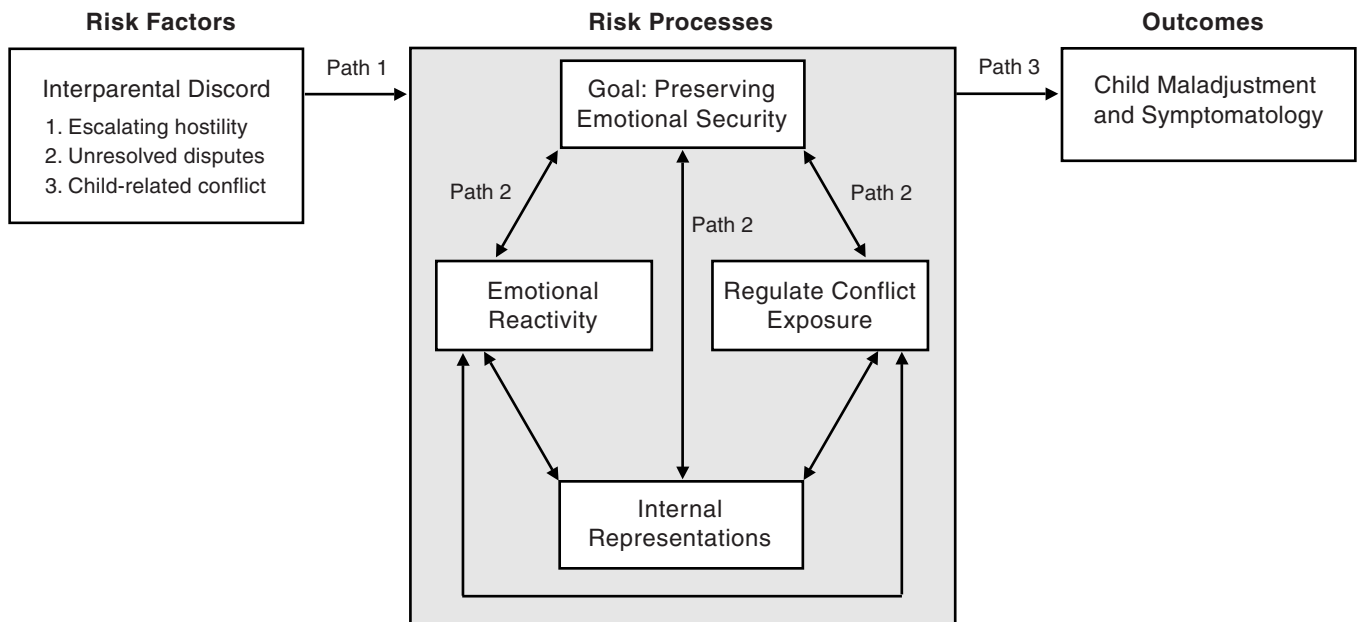 Risk Factors
Risk Processes
Outcomes
Interparental Discord
1. Escalating hostility
2. Unresolved disputes
3. Child-related conflict
Path 1
Goal: Preserving
Emotional Security
Path 3
Child Maladjustment
and Symptomatology
Path 2
Path 2
Path 2
Emotional
Reactivity
Regulate Conflict
Exposure
Internal
Representations